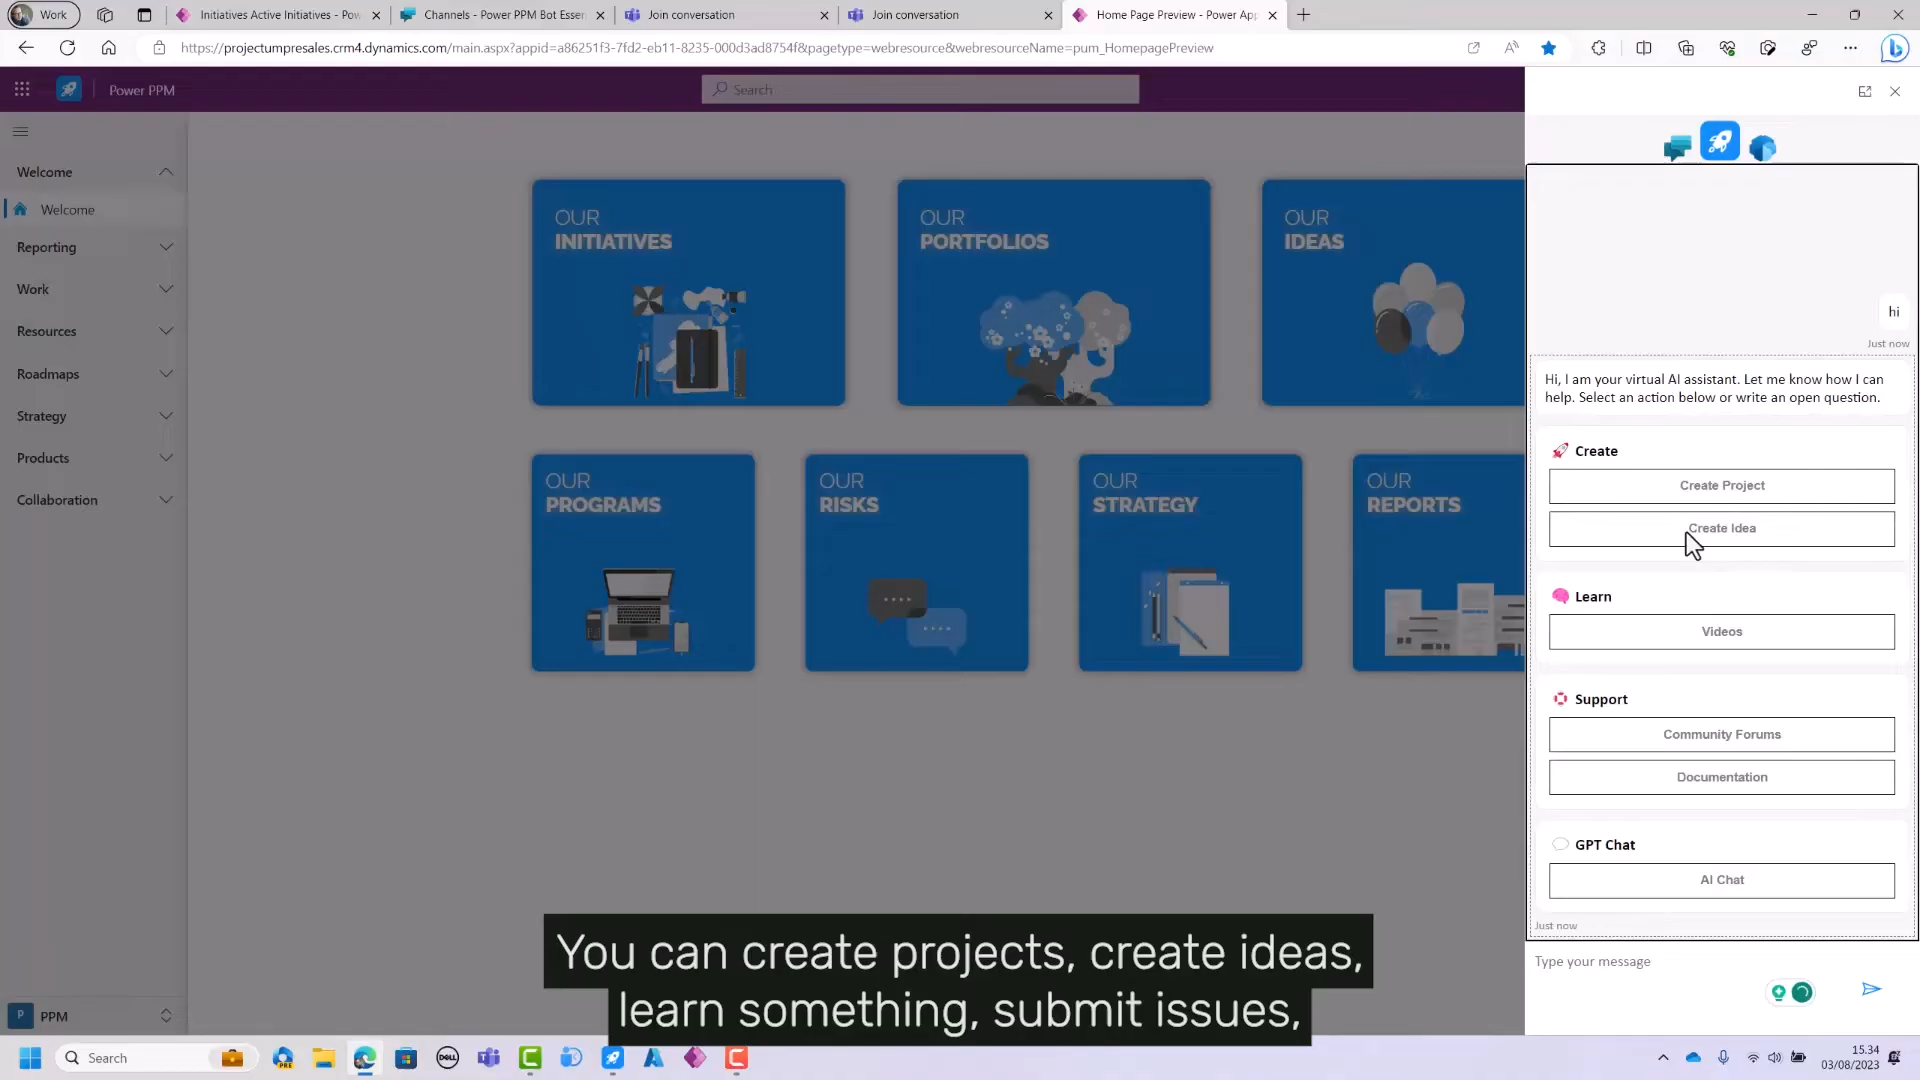 Work
Initiatives Active Initiatives - Pow
Channels - Power PPM Bot Essen
Join conversation
Join conversation
Home Page Preview - Power App
https://projectumpresales.crm4.dynamics.com/main.aspx?appid=a86251f3-7fd2-eb11-8235-000d3ad8754f&pagetype=webresource&webresourceName=pum_HomepagePreview
Power PPM
Search
Welcome
Welcome
Reporting
Work
Resources
Roadmaps
Strategy
Products
Collaboration
P PPM
OUR
INITIATIVES
OUR
PORTFOLIOS
OUR
IDEAS
OUR
PROGRAMS
OUR
RISKS
OUR
STRATEGY
OUR
REPORTS
hi
Just now
Hi, I am your virtual AI assistant. Let me know how I can
help. Select an action below or write an open question.
Create
Create Project
Create Idea
Learn
Videos
Support
Community Forums
Documentation
GPT Chat
AI Chat
Just now
Type your message
You can create projects, create ideas,
learn something, submit issues,
Search
PRE
DELL
15.34
03/08/2023